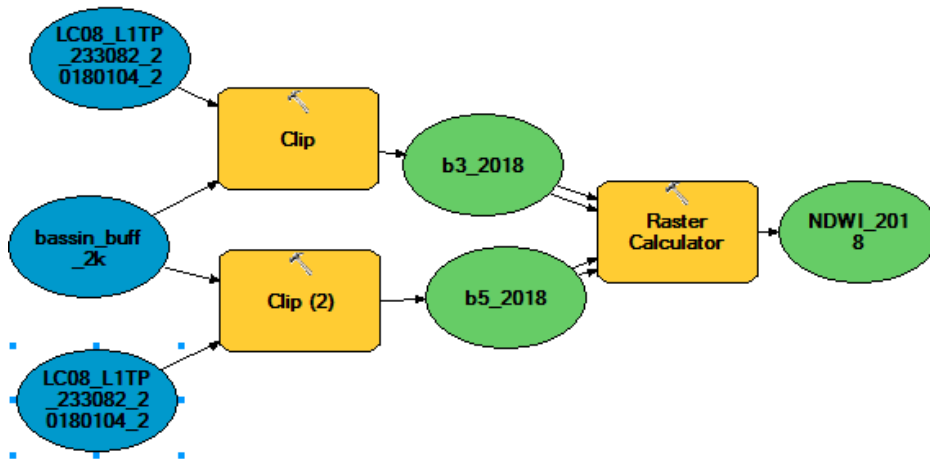 LC08_L1TP
_233082_2
0180104_2
Clip
b3_2018
bassin_buff
_2k
Raster
Calculator
NDWI_201
8
Clip (2)
b5_2018
LC08_L1TP
_233082_2
0180104_2